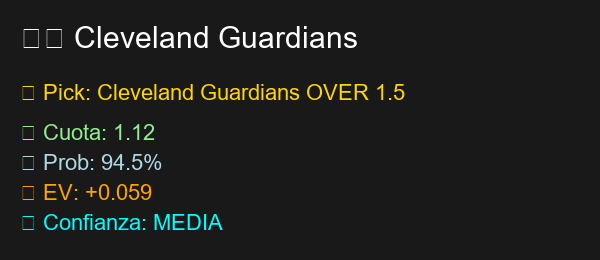 Cleveland Guardians
Pick: Cleveland Guardians OVER 1.5
Cuota: 1.12
Prob: 94.5%
EV: +0.059
Confianza: MEDIA